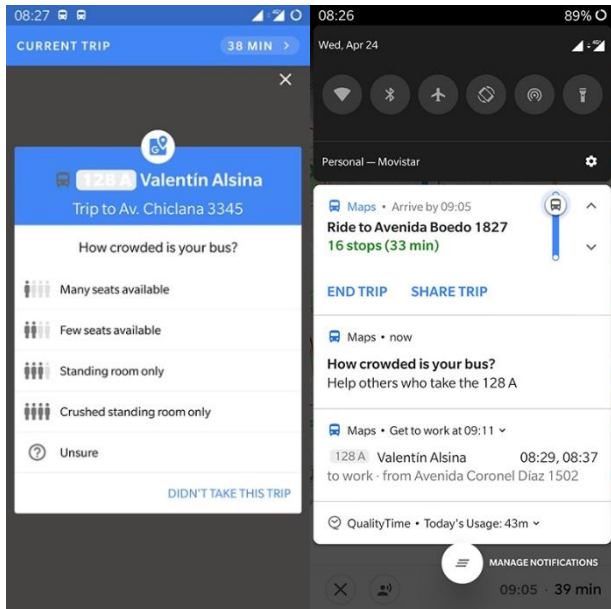 08:27
CURRENT TRIP 38 MIN >
128 A Valentín Alsina
Trip to Av. Chiclana 3345
How crowded is your bus?
Many seats available
Few seats available
Standing room only
Crushed standing room only
Unsure
DIDN'T TAKE THIS TRIP
08:26 89%
Wed, Apr 24 4G
Personal — Movistar
Maps • Arrive by 09:05
Ride to Avenida Boedo 1827
16 stops (33 min)
END TRIP SHARE TRIP
Maps • now
How crowded is your bus?
Help others who take the 128 A
Maps • Get to work at 09:11
128 A Valentín Alsina 08:29, 08:37
to work · from Avenida Coronel Díaz 1502
QualityTime • Today's Usage: 43m
MANAGE NOTIFICATIONS
09:05 · 39 min